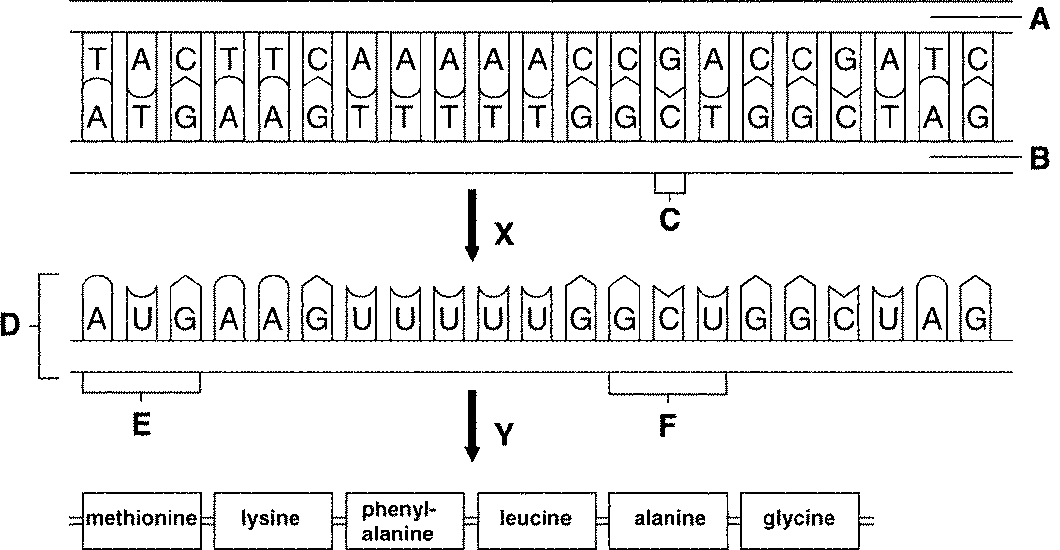 A
T A C T T C A A A A A C C G A C C G A T C
A T G A A G T T T T T G G C T G G C T A G
B
C
X
D
A U G A A G U U U U U G G C U G G C U A G
E
F
Y
methionine lysine phenyl- leucine alanine glycine
alanine